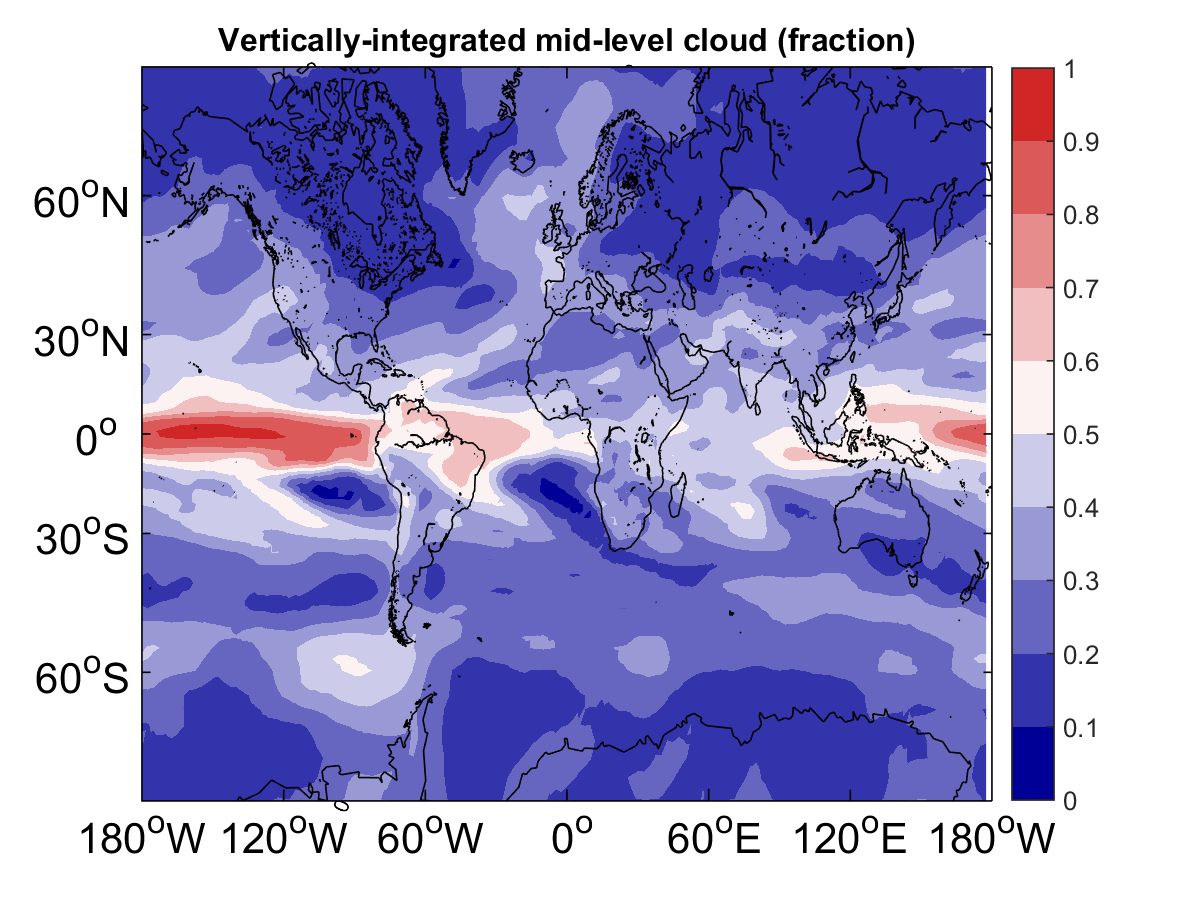 Vertically-integrated mid-level cloud (fraction)
60°N
30°N
0°
30°S
60°S
180°W 120°W 60°W 0° 60°E 120°E 180°W
1
0.9
0.8
0.7
0.6
0.5
0.4
0.3
0.2
0.1
0